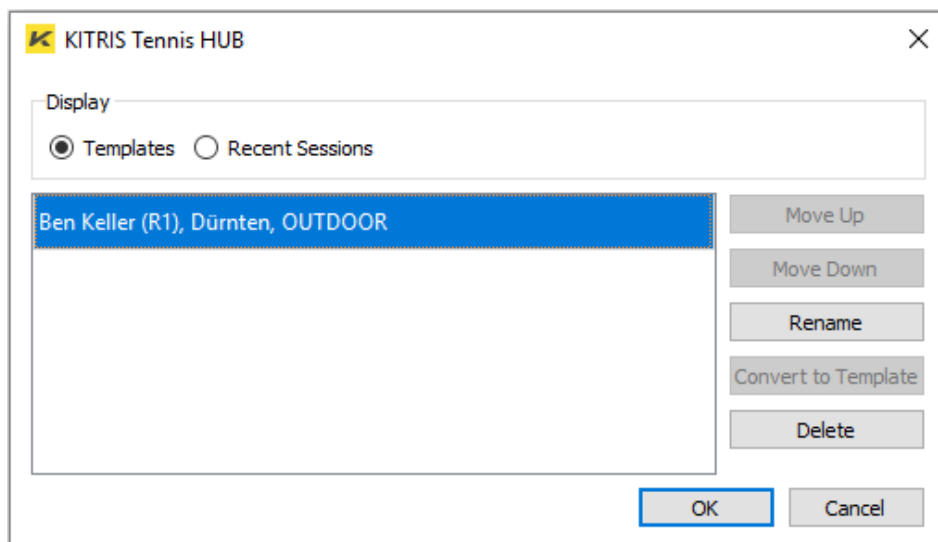 KITRIS Tennis HUB
Display
Templates
Recent Sessions
Ben Keller (R1), Dürnten, OUTDOOR
Move Up
Move Down
Rename
Convert to Template
Delete
OK
Cancel